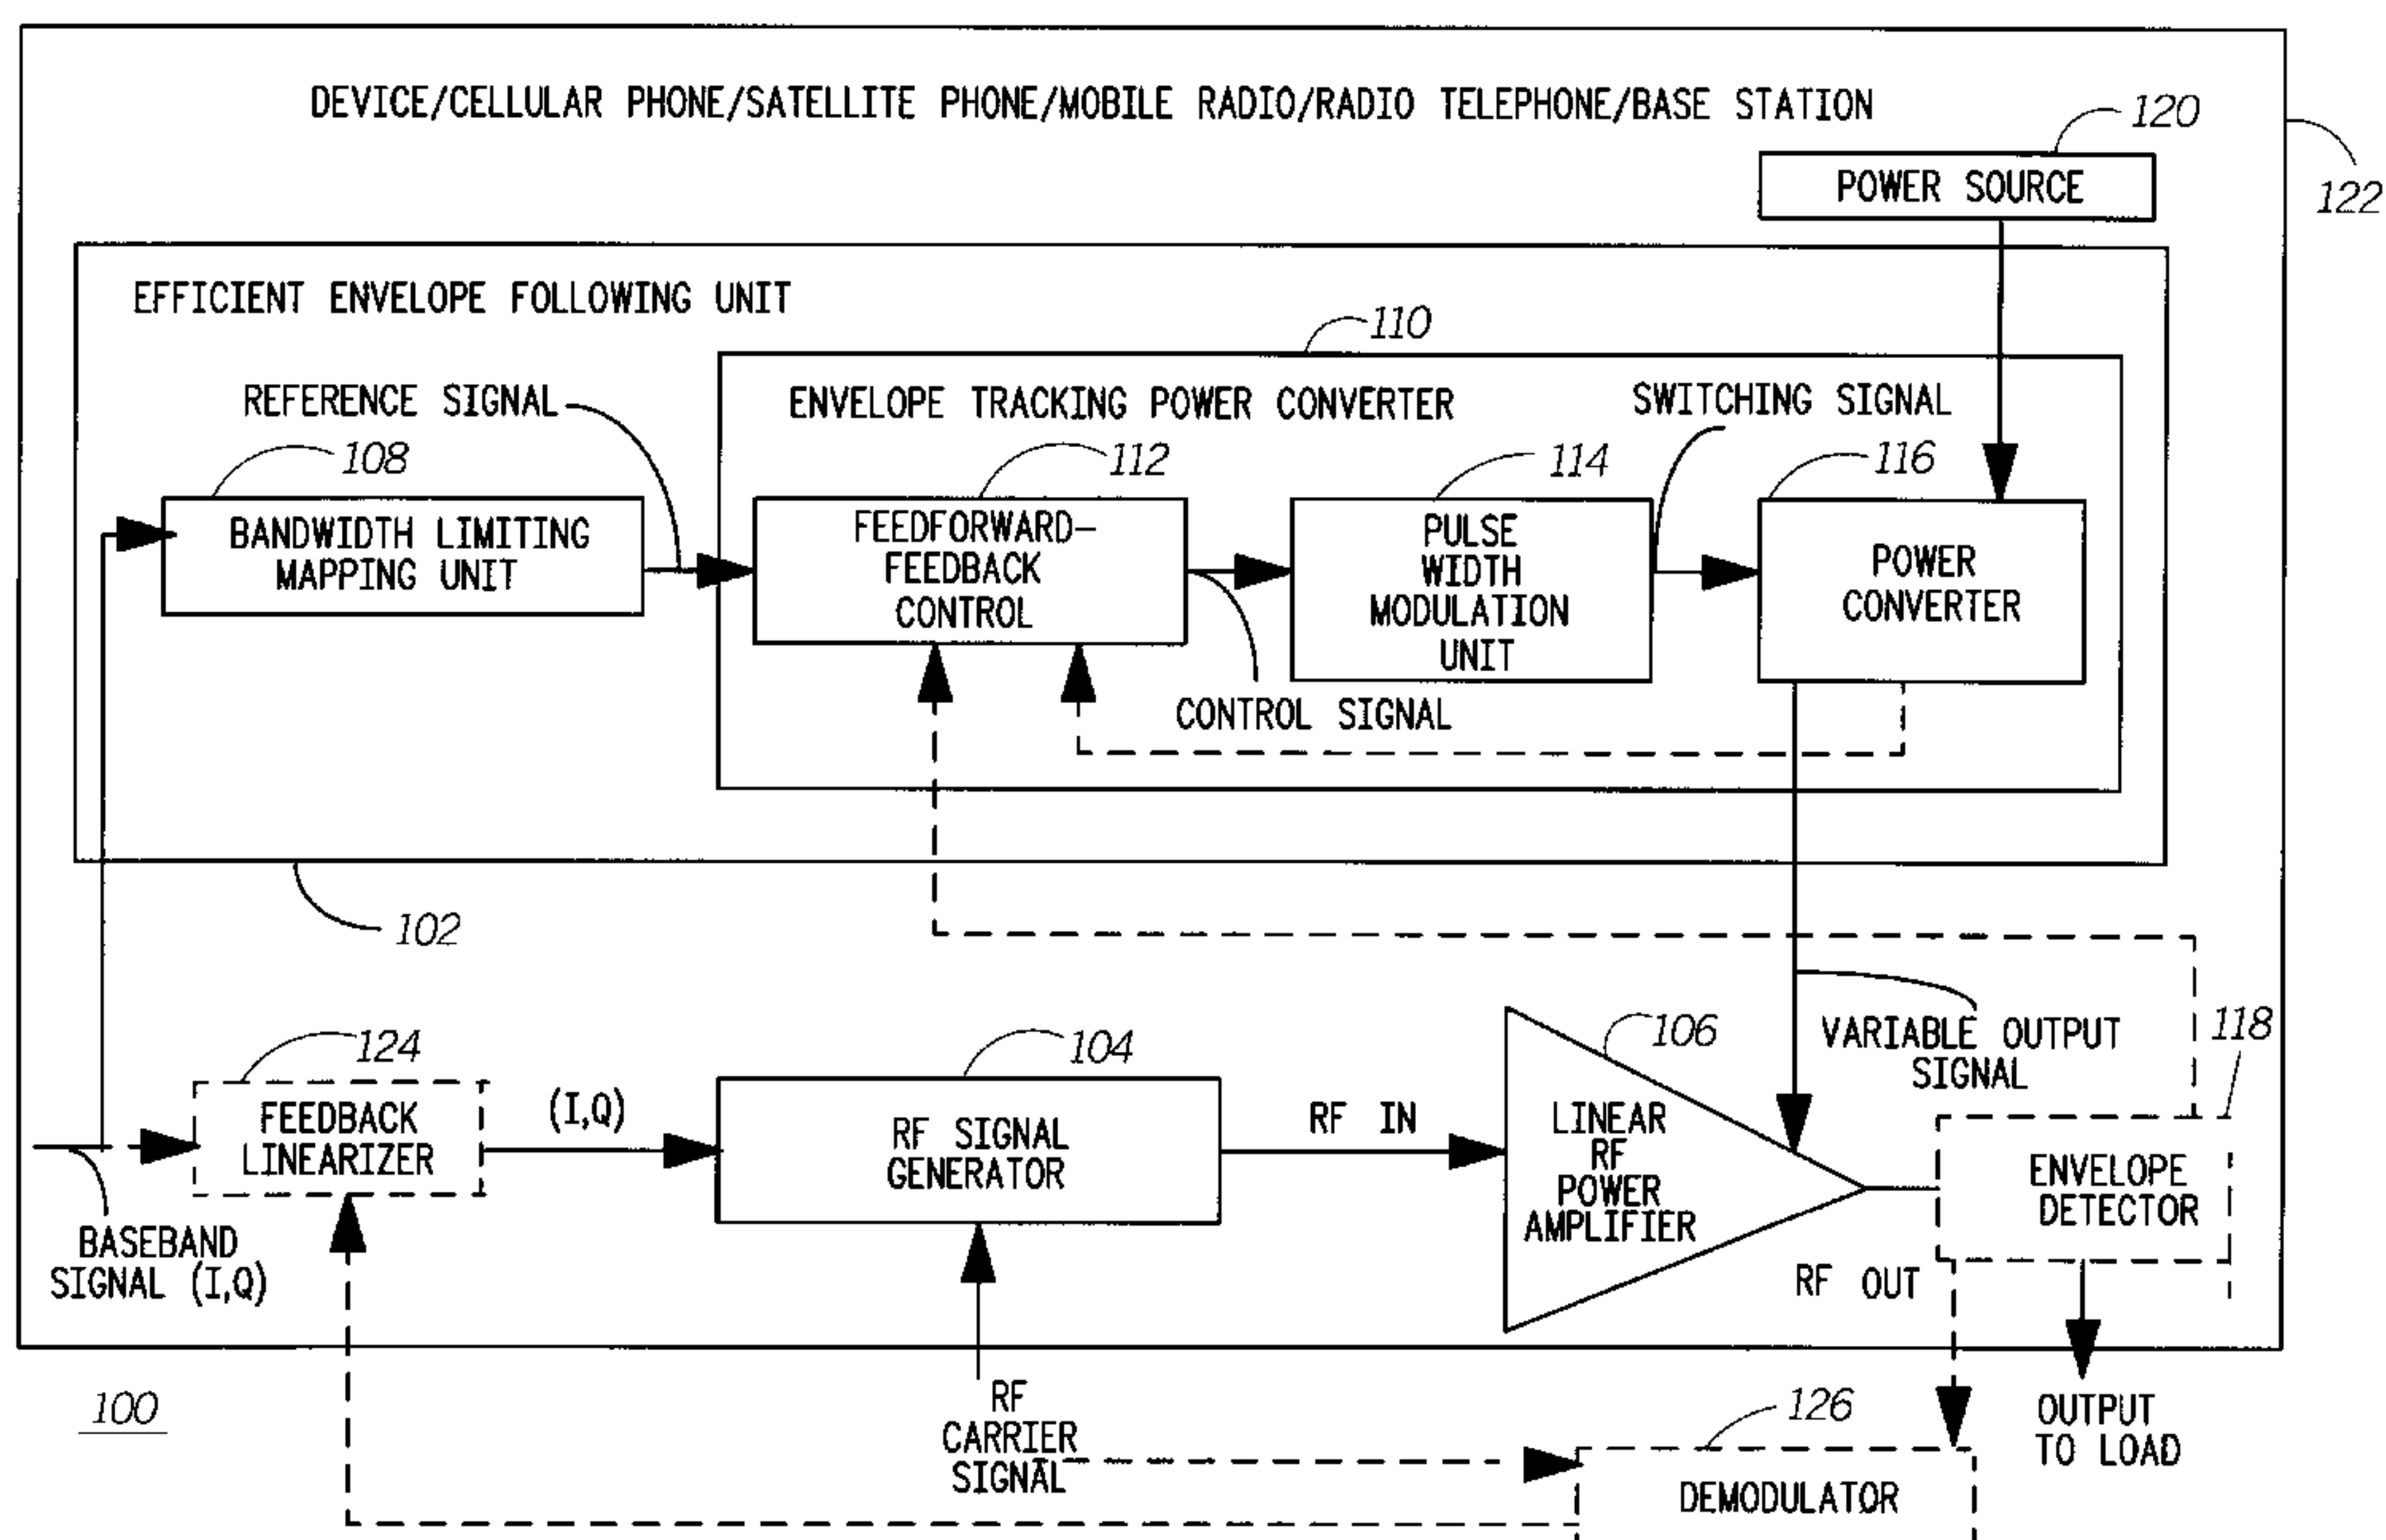 DEVICE/CELLULAR PHONE/SATELLITE PHONE/MOBILE RADIO/RADIO TELEPHONE/BASE STATION
120
POWER SOURCE
122
EFFICIENT ENVELOPE FOLLOWING UNIT
110
REFERENCE SIGNAL
ENVELOPE TRACKING POWER CONVERTER
SWITCHING SIGNAL
108
112
114
116
BANDWIDTH LIMITING
MAPPING UNIT
FEEDFORWARD-
FEEDBACK
CONTROL
PULSE
WIDTH
MODULATION
UNIT
POWER
CONVERTER
CONTROL SIGNAL
102
124
104
106
VARIABLE OUTPUT
SIGNAL
118
FEEDBACK
LINEARIZER
(I,Q)
RF SIGNAL
GENERATOR
RF IN
LINEAR
RF
POWER
AMPLIFIER
ENVELOPE
DETECTOR
BASEBAND
SIGNAL (I,Q)
RF OUT
100
RF
CARRIER
SIGNAL
126
OUTPUT
TO LOAD
DEMODULATOR